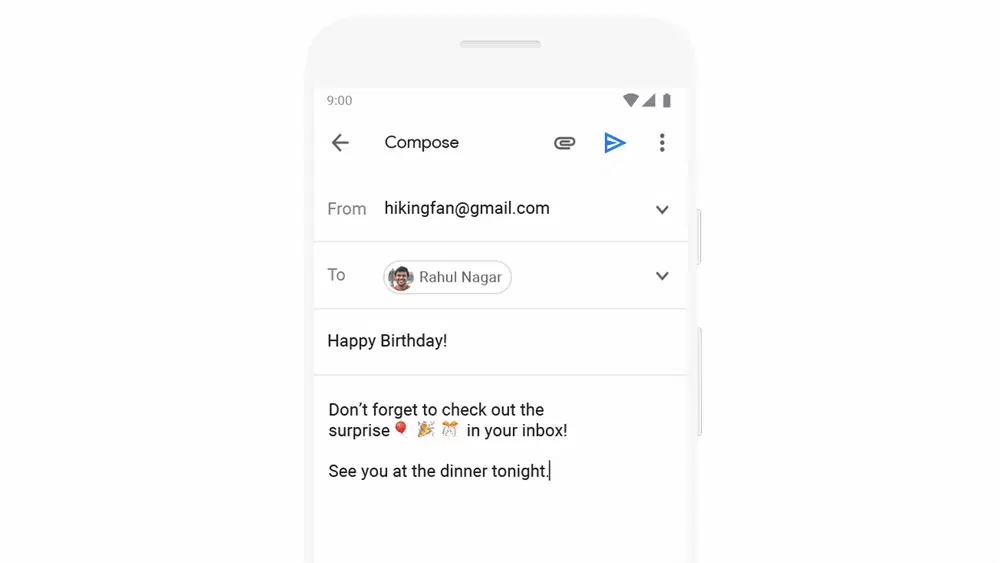 9:00
Compose
From hikingfan@gmail.com
To Rahul Nagar
Happy Birthday!
Don’t forget to check out the
surprise🎈 🎉 🎊 in your inbox!
See you at the dinner tonight.